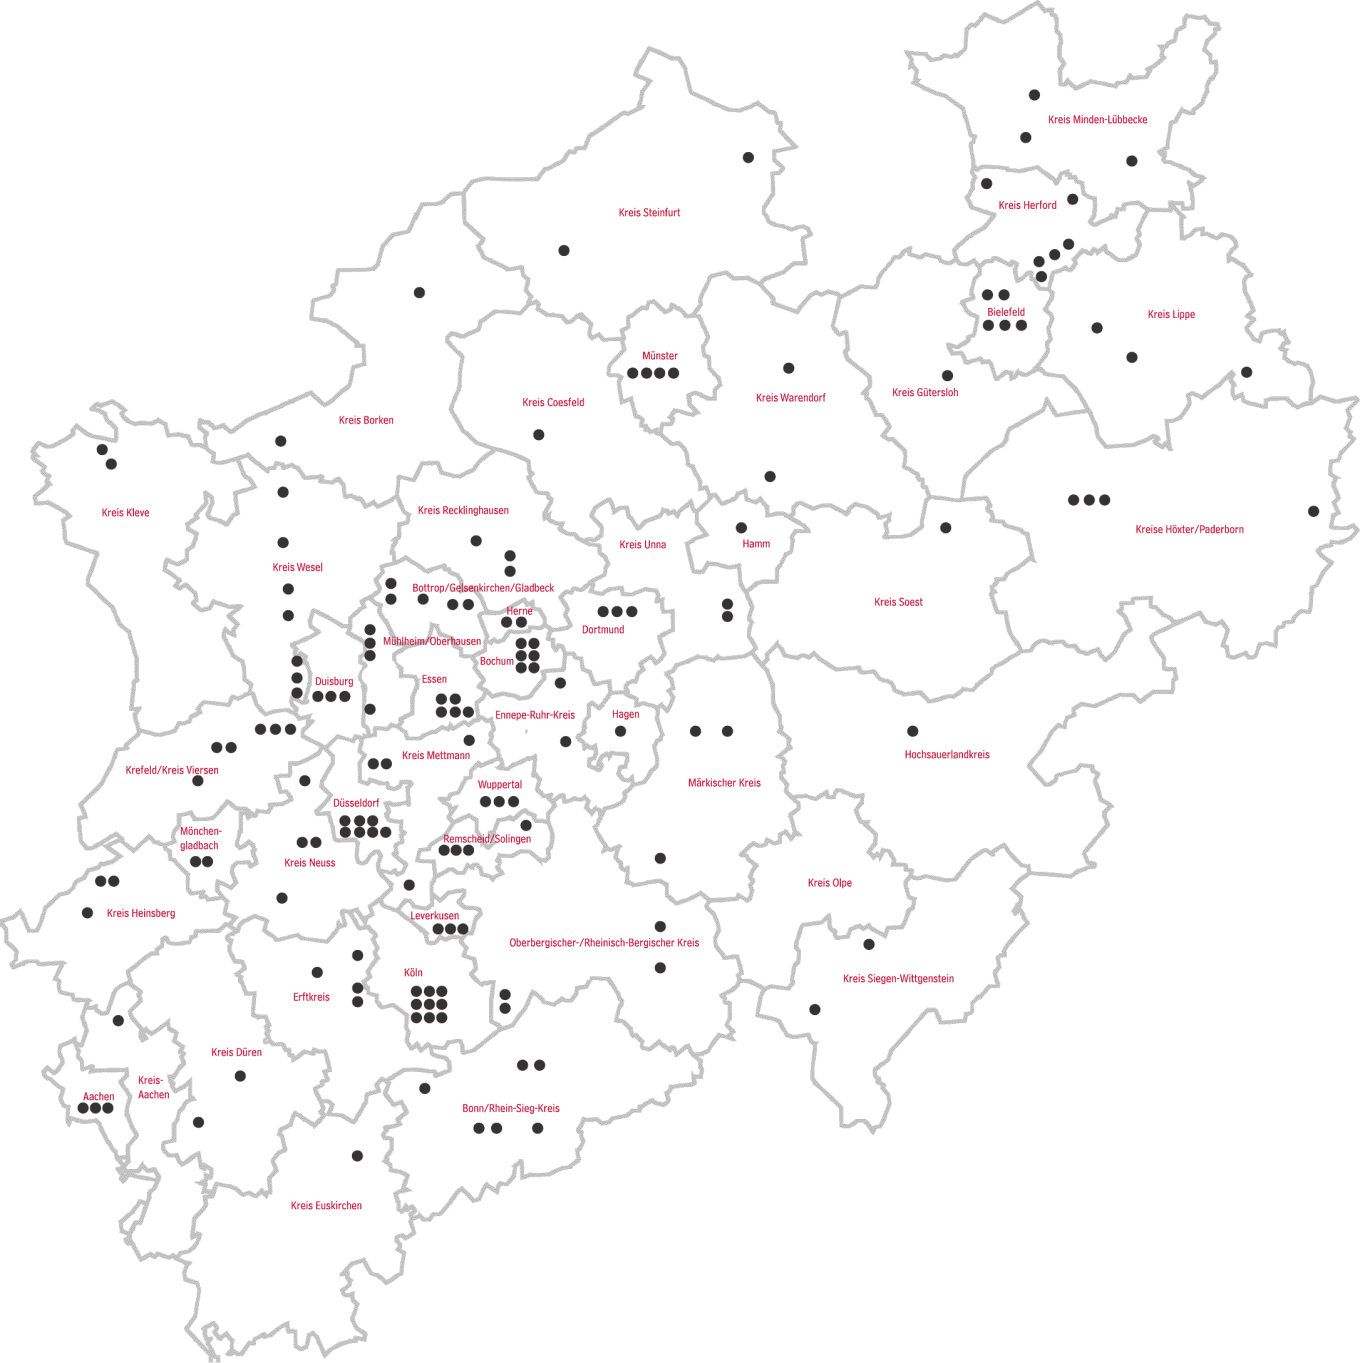 Kreis Minden-Lübbecke
Kreis Herford
Kreis Steinfurt
Bielefeld
Kreis Lippe
Münster
Kreis Gütersloh
Kreis Warendorf
Kreis Coesfeld
Kreis Borken
Kreis Kleve
Kreis Recklinghausen
Kreise Höxter/Paderborn
Kreis Unna
Hamm
Kreis Wesel
Bottrop/Gelsenkirchen/Gladbeck
Kreis Soest
Herne
Dortmund
Mühlheim/Oberhausen
Bochum
Duisburg
Essen
Ennepe-Ruhr-Kreis
Hagen
Kreis Mettmann
Hochsauerlandkreis
Krefeld/Kreis Viersen
Wuppertal
Märkischer Kreis
Düsseldorf
Mönchen-
gladbach
Remscheid/Solingen
Kreis Neuss
Kreis Olpe
Kreis Heinsberg
Leverkusen
Oberbergischer-/Rheinisch-Bergischer Kreis
Köln
Kreis Siegen-Wittgenstein
Erftkreis
Kreis Düren
Kreis-
Aachen
Aachen
Bonn/Rhein-Sieg-Kreis
Kreis Euskirchen